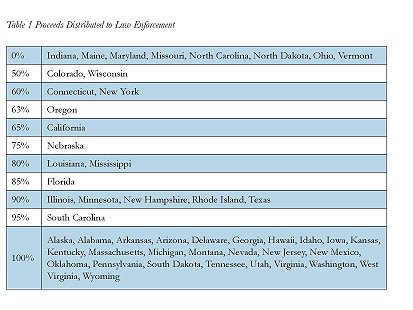 Table 1 Proceeds Distributed to Law Enforcement
0% Indiana, Maine, Maryland, Missouri, North Carolina, North Dakota, Ohio, Vermont
50% Colorado, Wisconsin
60% Connecticut, New York
63% Oregon
65% California
75% Nebraska
80% Louisiana, Mississippi
85% Florida
90% Illinois, Minnesota, New Hampshire, Rhode Island, Texas
95% South Carolina
100% Alaska, Alabama, Arkansas, Arizona, Delaware, Georgia, Hawaii, Idaho, Iowa, Kansas,
Kentucky, Massachusetts, Michigan, Montana, Nevada, New Jersey, New Mexico,
Oklahoma, Pennsylvania, South Dakota, Tennessee, Utah, Virginia, Washington, West
Virginia, Wyoming